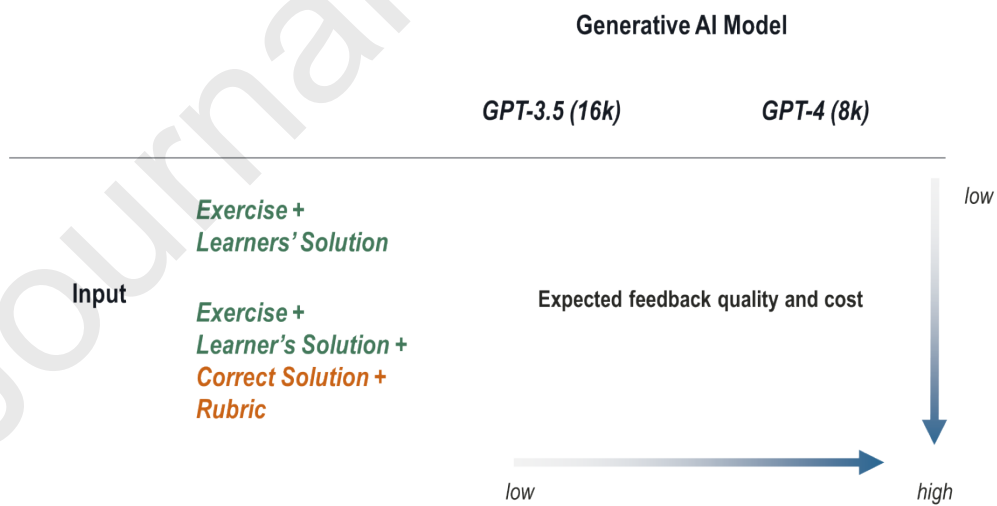 Generative AI Model
GPT-3.5 (16k)
GPT-4 (8k)
Input
Exercise +
Learners' Solution
Exercise +
Learner's Solution +
Correct Solution +
Rubric
Expected feedback quality and cost
low
low
high